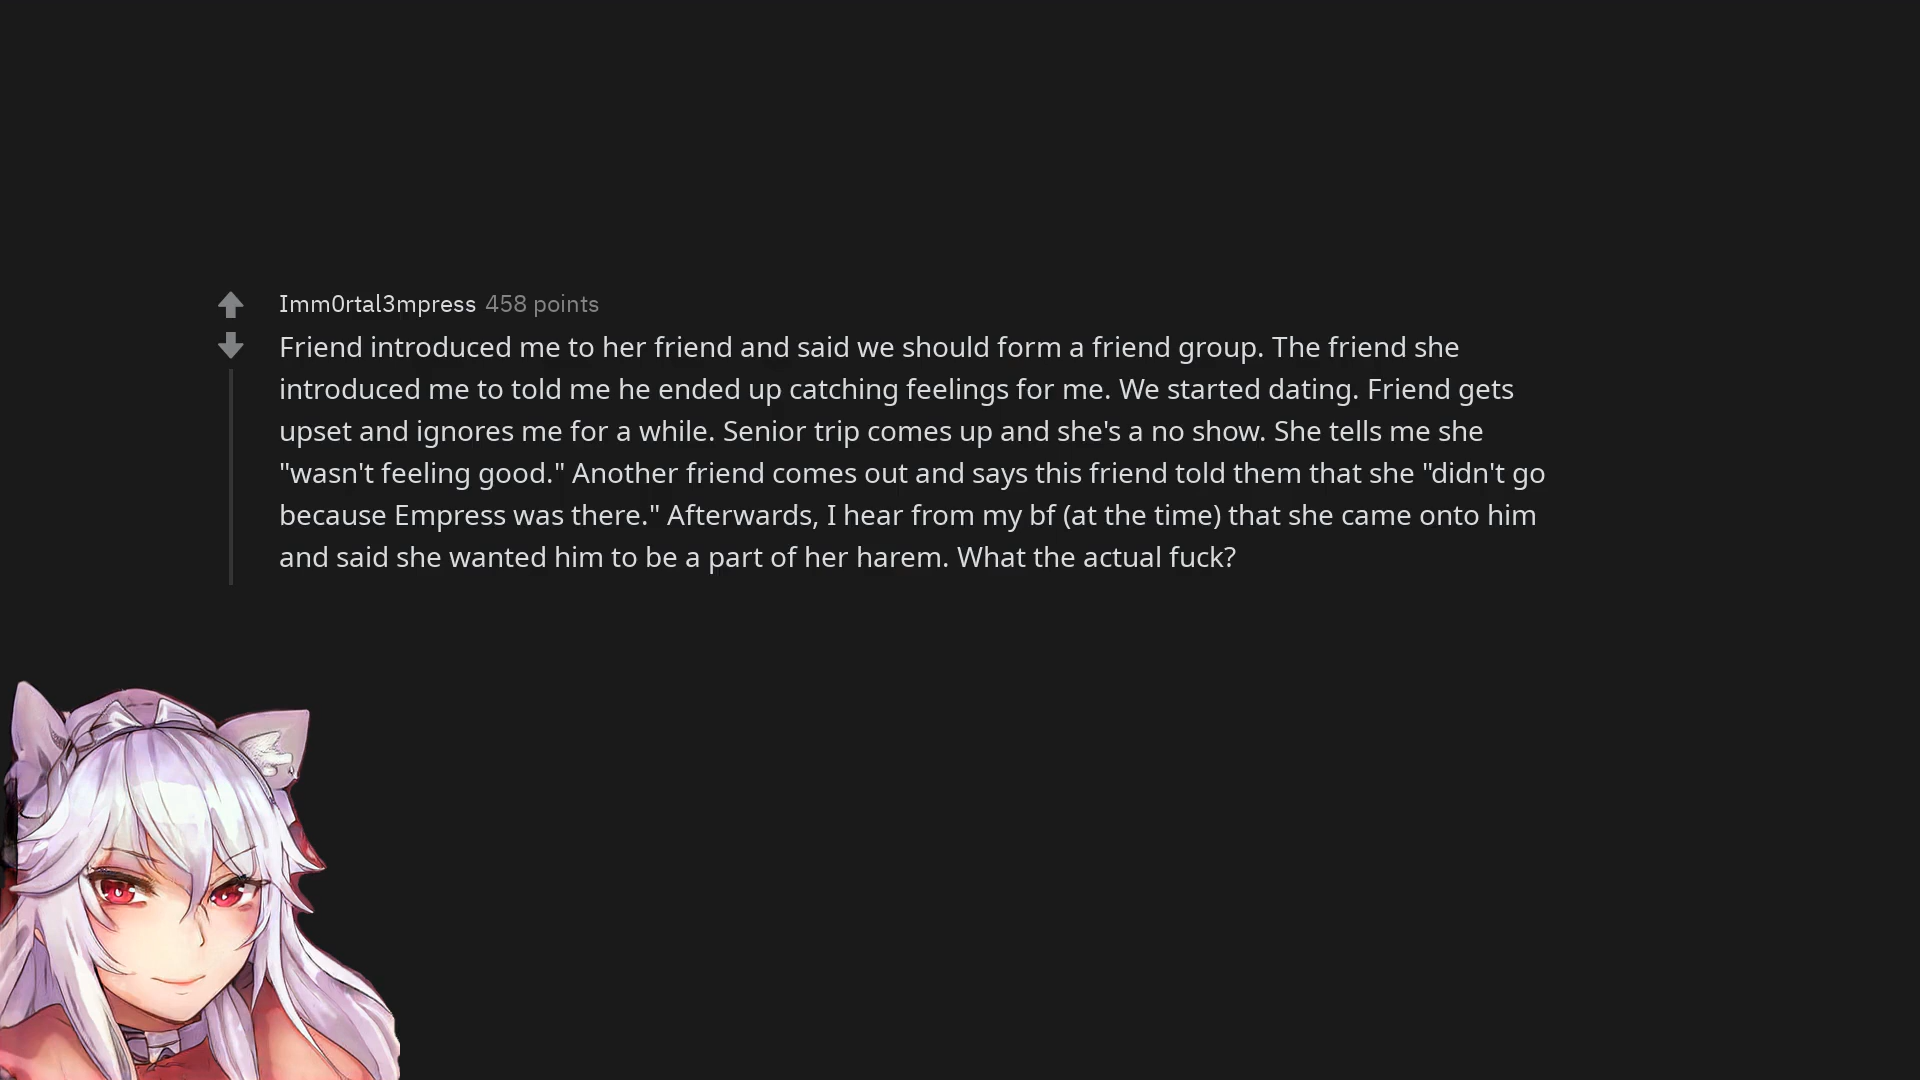 Imm0rtal3mpress 458 points
Friend introduced me to her friend and said we should form a friend group. The friend she
introduced me to told me he ended up catching feelings for me. We started dating. Friend gets
upset and ignores me for a while. Senior trip comes up and she's a no show. She tells me she
"wasn't feeling good." Another friend comes out and says this friend told them that she "didn't go
because Empress was there." Afterwards, I hear from my bf (at the time) that she came onto him
and said she wanted him to be a part of her harem. What the actual fuck?